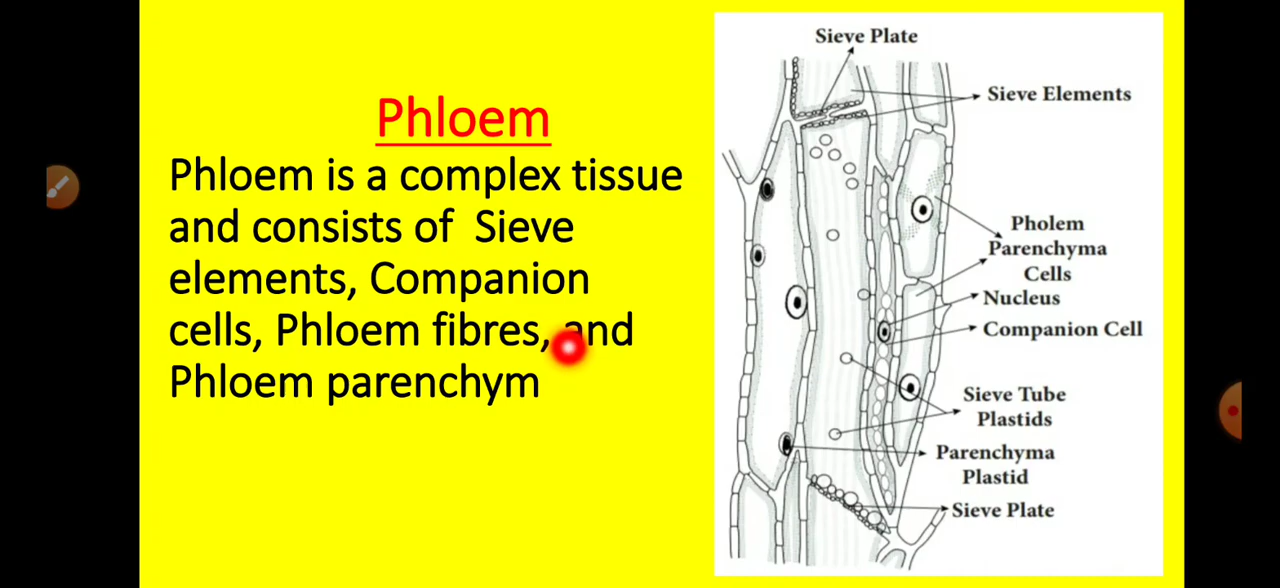 Phloem
Phloem is a complex tissue
and consists of  Sieve
elements, Companion
cells, Phloem fibres, and
Phloem parenchym
Sieve Plate
Sieve Elements
Pholem
Parenchyma
Cells
Nucleus
Companion Cell
Sieve Tube
Plastids
Parenchyma
Plastid
Sieve Plate